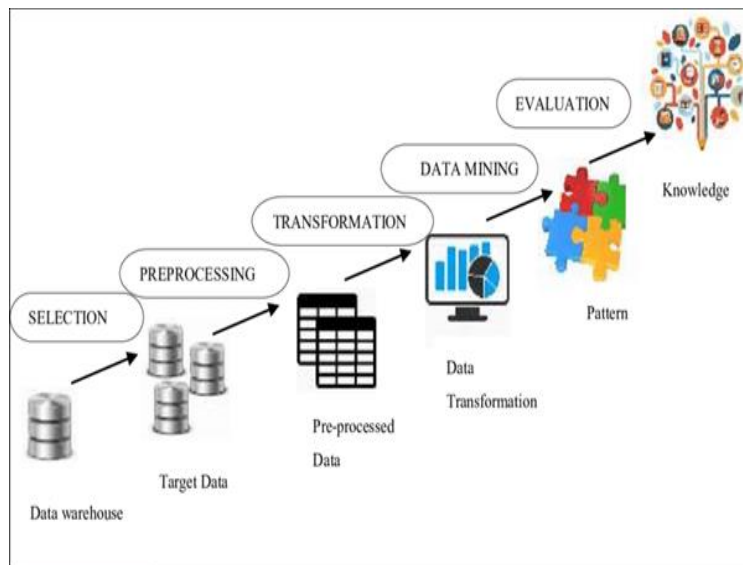 EVALUATION
Knowledge
DATA MINING
Pattern
TRANSFORMATION
Data
Transformation
PREPROCESSING
Pre-processed
Data
SELECTION
Target Data
Data warehouse